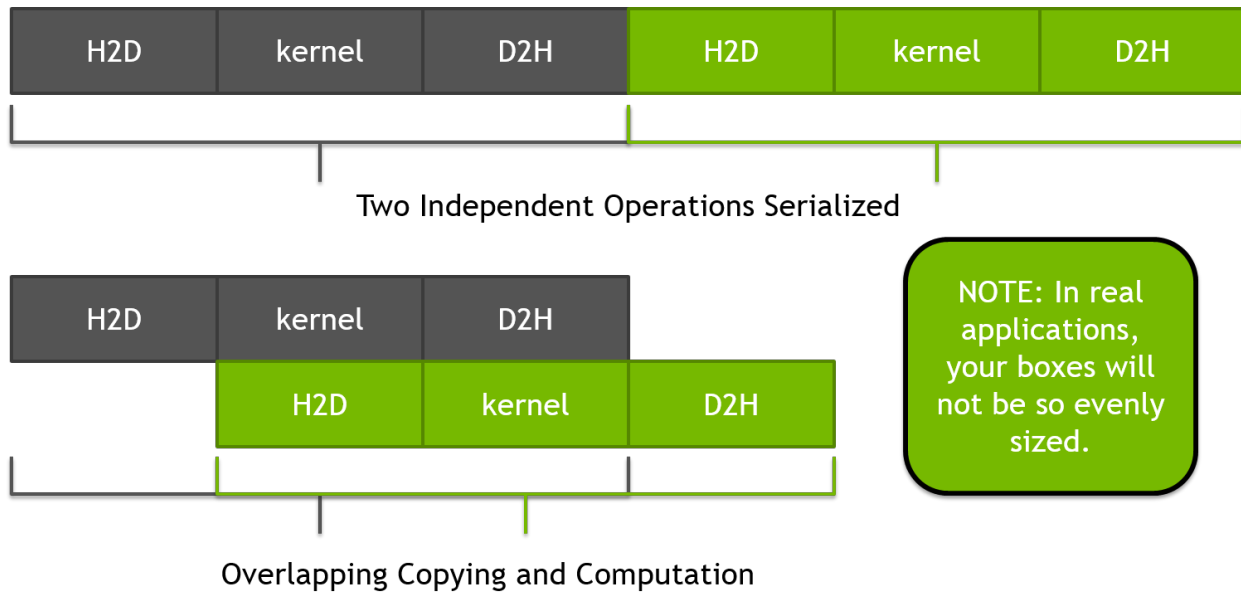 H2D kernel D2H H2D kernel D2H
Two Independent Operations Serialized
H2D kernel D2H
H2D kernel D2H
NOTE: In real
applications,
your boxes will
not be so evenly
sized.
Overlapping Copying and Computation